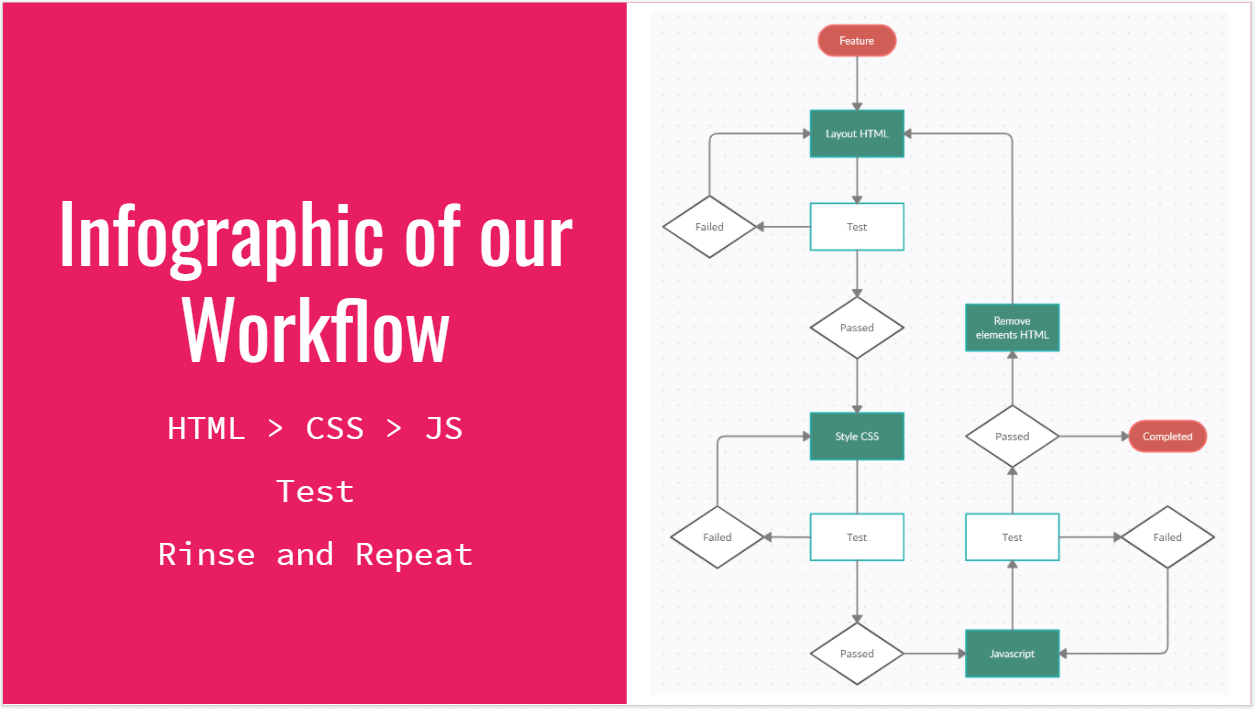 Infographic of our
Workflow
HTML > CSS > JS
Test
Rinse and Repeat
Feature
Layout HTML
Failed
Test
Passed
Remove
elements HTML
Style CSS
Passed
Completed
Failed
Test
Test
Failed
Passed
Javascript